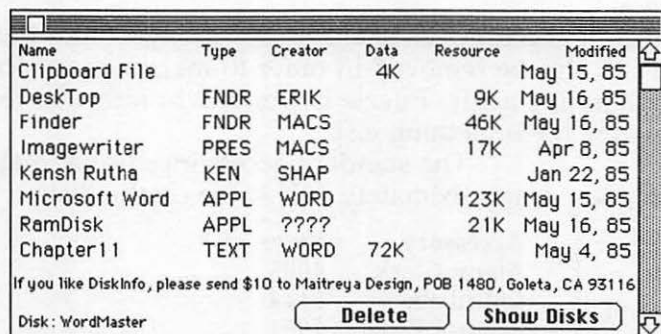 Name Type Creator Data Resource Modified
Clipboard File 4K May 15, 85
DeskTop FNDR ERIK 9K May 16, 85
Finder FNDR MACS 46K May 16, 85
Imagewriter PRES MACS 17K Apr 8, 85
Kensh Rutha KEN SHAP Jan 22, 85
Microsoft Word APPL WORD 123K May 15, 85
RamDisk APPL ???? 21K May 16, 85
Chapter11 TEXT WORD 72K May 4, 85
If you like DiskInfo, please send $10 to Maitreya Design, POB 1480, Goleta, CA 93116
Disk: WordMaster Delete Show Disks